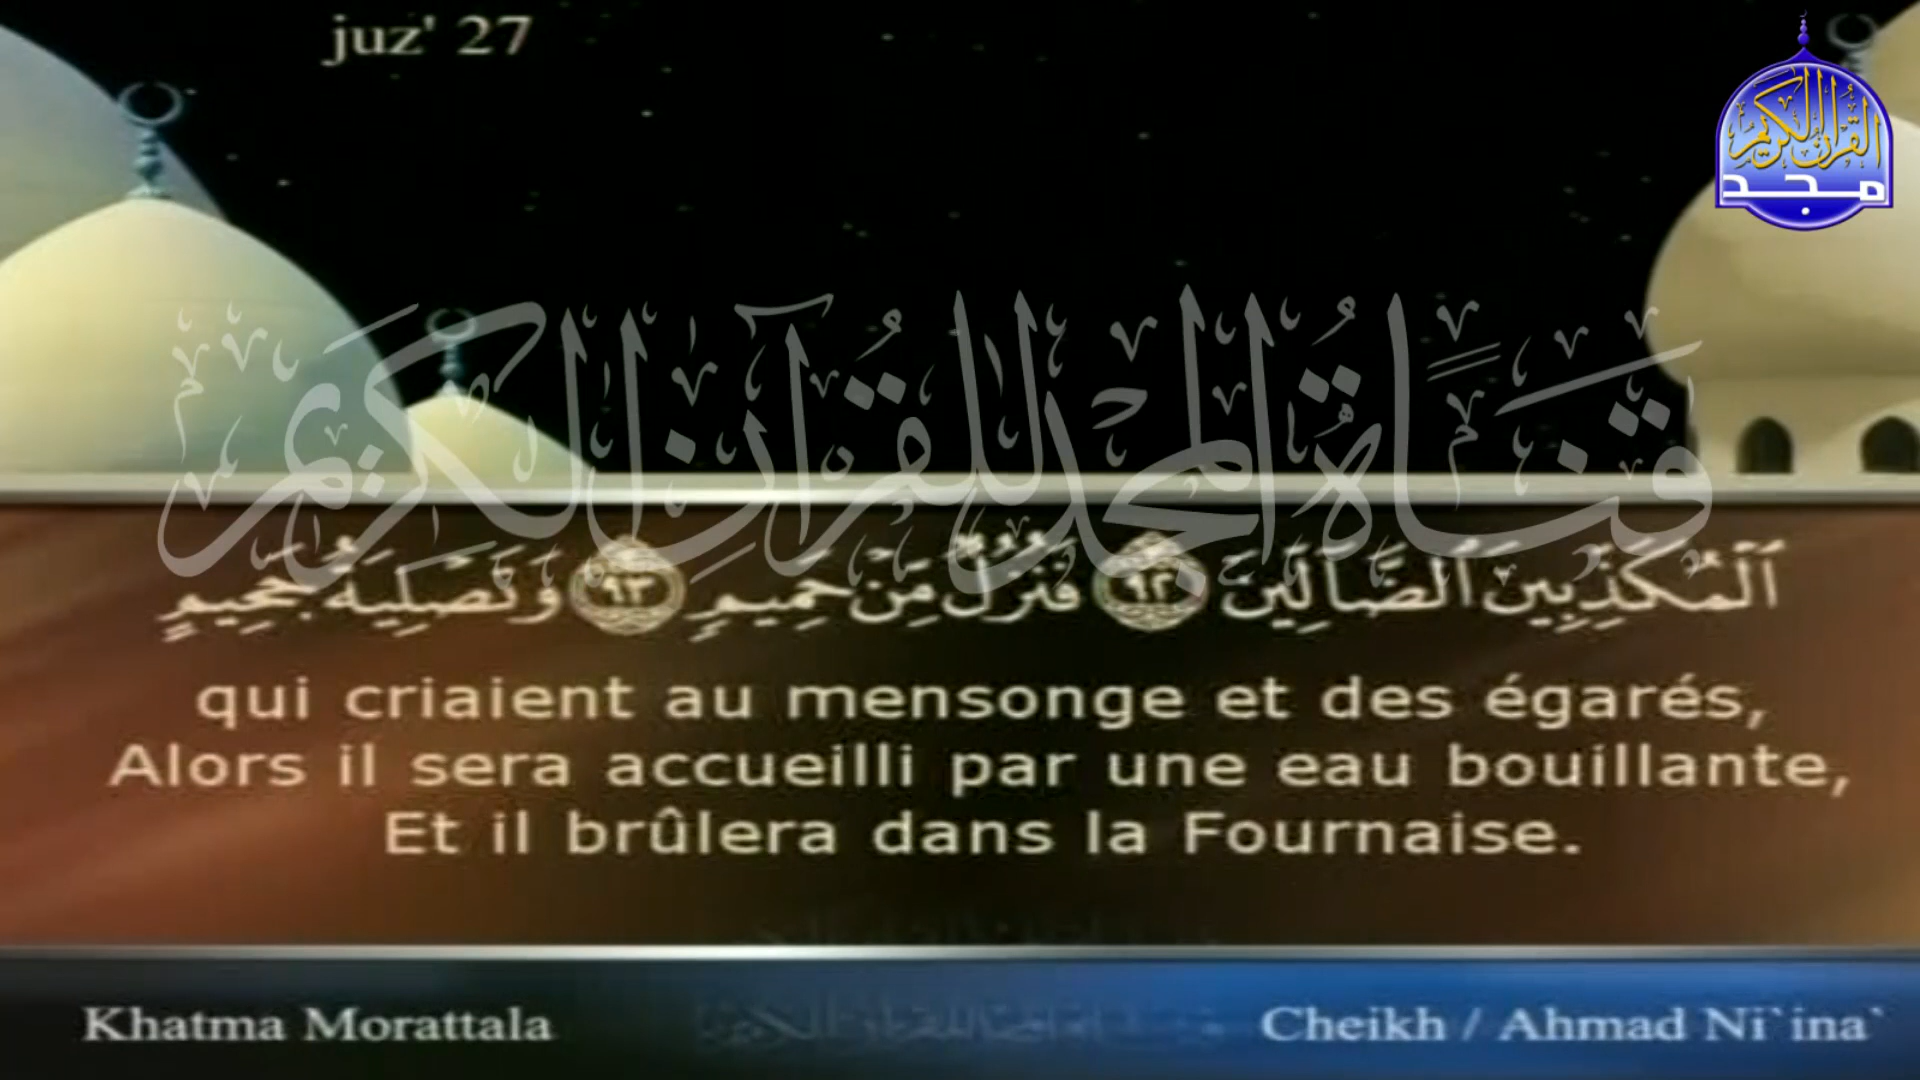 juz' 27
القرآن الكريم
مجد
قناة المجد للقرآن الكريم
ٱلْمُكَذِّبِينَ ٱلضَّآلِّينَ ٩٢ فَنُزُلٌ مِّنْ حَمِيمٍ ٩٣ وَتَصْلِيَةُ جَحِيمٍ
qui criaient au mensonge et des égarés,
Alors il sera accueilli par une eau bouillante,
Et il brûlera dans la Fournaise.
Khatma Morattala
Cheikh / Ahmad Ni`ina`